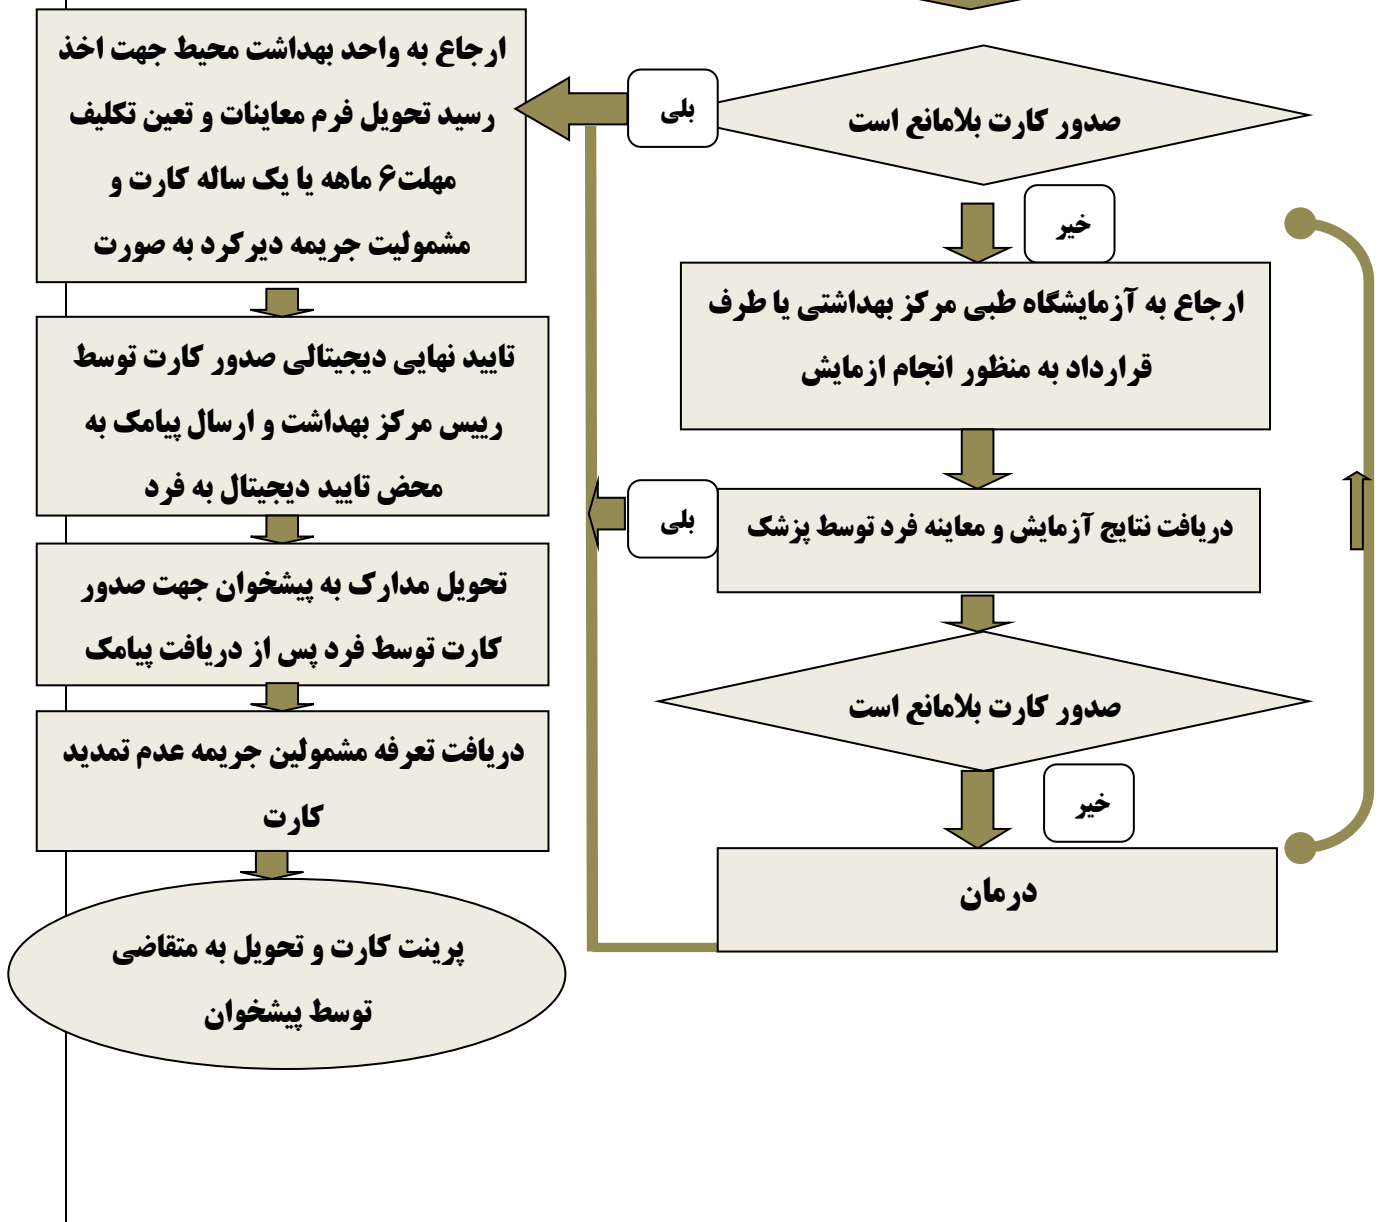 صدور کارت بلامانع است
بلی
خیر
ارجاع به آزمایشگاه طبی مرکز بهداشتی یا طرف
قرارداد به منظور انجام ازمایش
دریافت نتایج آزمایش و معاینه فرد توسط پزشک
بلی
صدور کارت بلامانع است
خیر
درمان
ارجاع به واحد بهداشت محیط جهت اخذ
رسید تحویل فرم معاینات و تعین تکلیف
مهلت۶ ماهه یا یک ساله کارت و
مشمولیت جریمه دیرکرد به صورت
تایید نهایی دیجیتالی صدور کارت توسط
رییس مرکز بهداشت و ارسال پیامک به
محض تایید دیجیتال به فرد
تحویل مدارک به پیشخوان جهت صدور
کارت توسط فرد پس از دریافت پیامک
دریافت تعرفه مشمولین جریمه عدم تمدید
کارت
پرینت کارت و تحویل به متقاضی
توسط پیشخوان